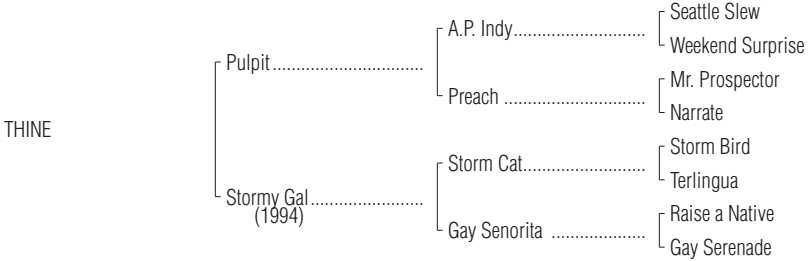 Seattle Slew
A.P. Indy..............................
Weekend Surprise
Pulpit..................................
Mr. Prospector
Preach ................................
Narrate
THINE
Storm Bird
Storm Cat............................
Terlingua
Stormy Gal.........................
(1994)
Raise a Native
Gay Senorita .....................
Gay Serenade